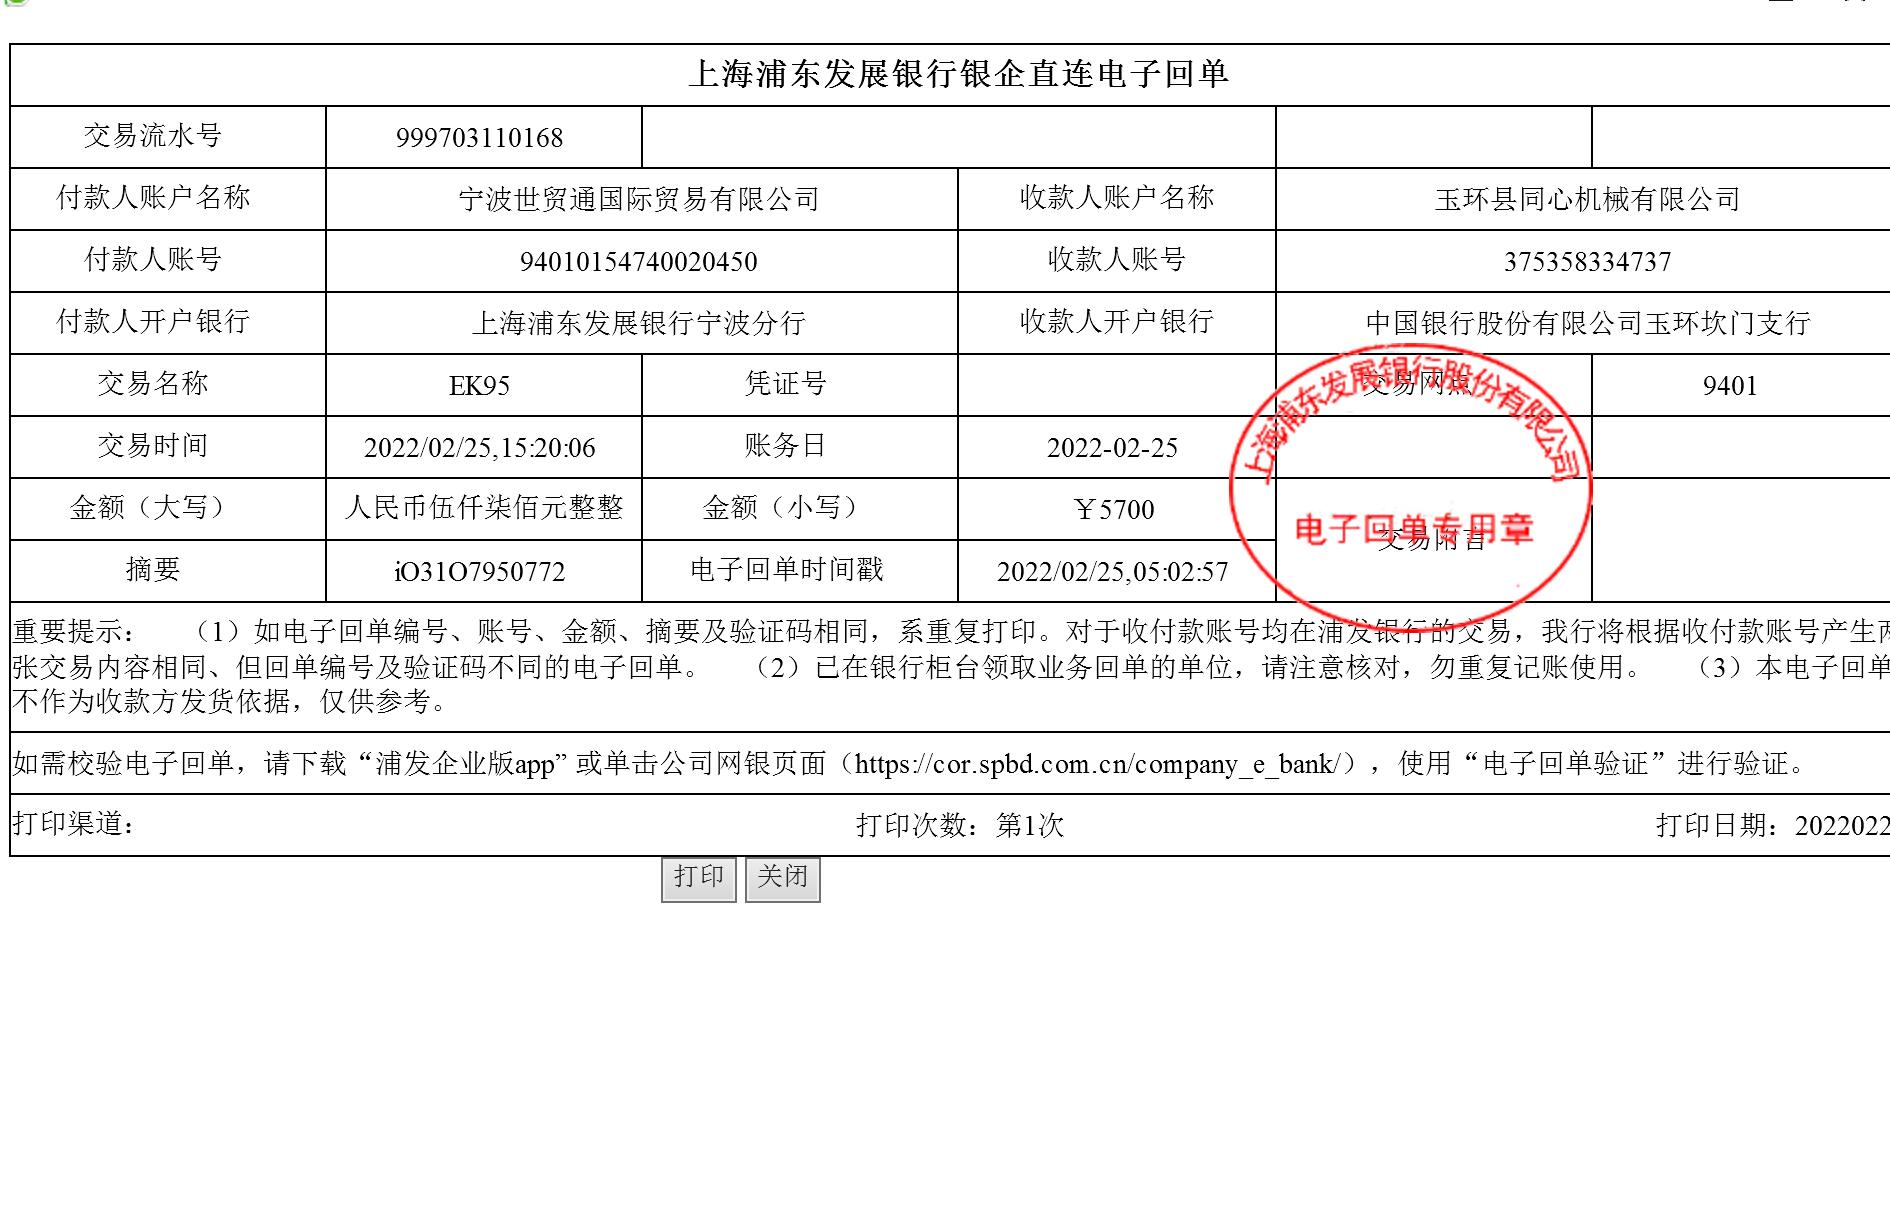 上海浦东发展银行银企直连电子回单
交易流水号 999703110168
付款人账户名称 宁波世贸通国际贸易有限公司 收款人账户名称 玉环县同心机械有限公司
付款人账号 94010154740020450 收款人账号 375358334737
付款人开户银行 上海浦东发展银行宁波分行 收款人开户银行 中国银行股份有限公司玉环坎门支行
交易名称 EK95 凭证号 交易网点 9401
交易时间 2022/02/25,15:20:06 账务日 2022-02-25
金额（大写） 人民币伍仟柒佰元整整 金额（小写） ￥5700
交易附言
摘要 iO31O7950772 电子回单时间戳 2022/02/25,05:02:57
上海浦东发展银行股份有限公司
电子回单专用章
重要提示： （1）如电子回单编号、账号、金额、摘要及验证码相同，系重复打印。对于收付款账号均在浦发银行的交易，我行将根据收付款账号产生两
张交易内容相同、但回单编号及验证码不同的电子回单。 （2）已在银行柜台领取业务回单的单位，请注意核对，勿重复记账使用。 （3）本电子回单
不作为收款方发货依据，仅供参考。
如需校验电子回单，请下载“浦发企业版app” 或单击公司网银页面（https://cor.spbd.com.cn/company_e_bank/），使用“电子回单验证”进行验证。
打印渠道： 打印次数：第1次 打印日期：2022022
打印 关闭